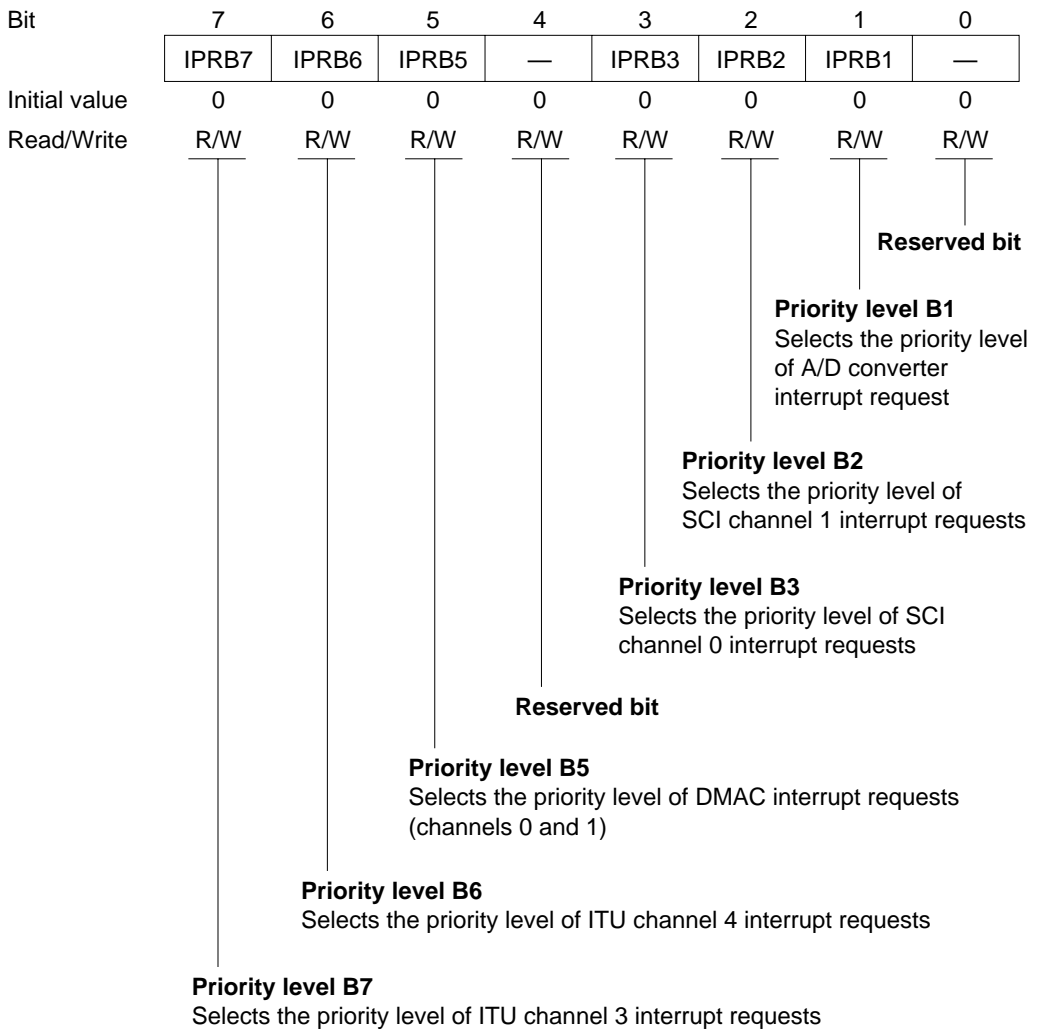 Bit 7 6 5 4 3 2 1 0
IPRB7 IPRB6 IPRB5 — IPRB3 IPRB2 IPRB1 —
Initial value 0 0 0 0 0 0 0 0
Read/Write R/W R/W R/W R/W R/W R/W R/W R/W
Reserved bit
Priority level B1
Selects the priority level
of A/D converter
interrupt request
Priority level B2
Selects the priority level of
SCI channel 1 interrupt requests
Priority level B3
Selects the priority level of SCI
channel 0 interrupt requests
Reserved bit
Priority level B5
Selects the priority level of DMAC interrupt requests
(channels 0 and 1)
Priority level B6
Selects the priority level of ITU channel 4 interrupt requests
Priority level B7
Selects the priority level of ITU channel 3 interrupt requests